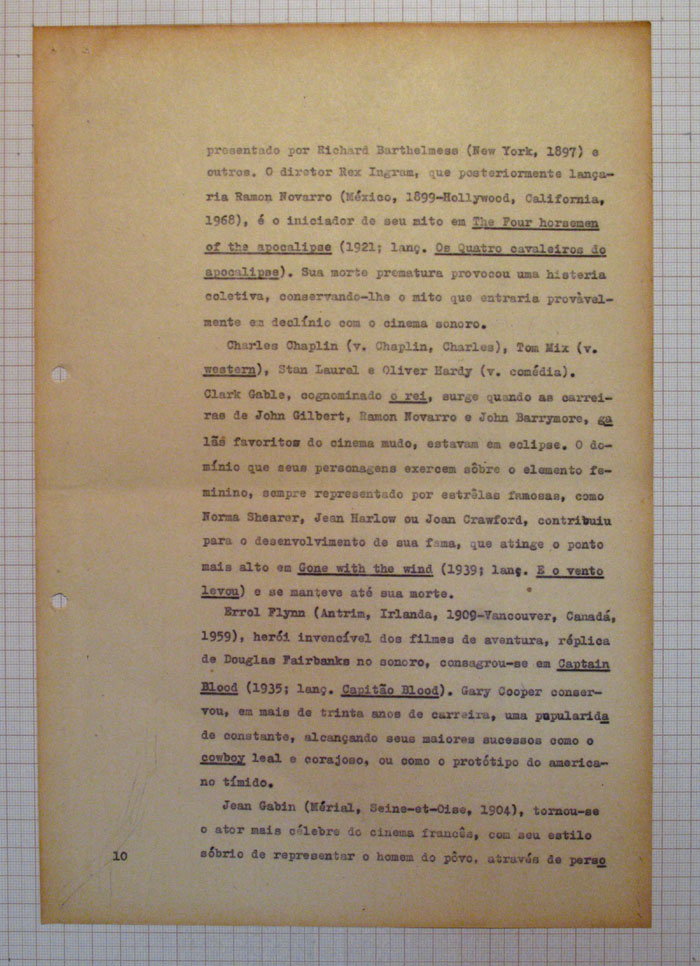 presentado por Richard Barthelmess (New York, 1897) e
outros. O diretor Rex Ingram, que posteriormente lança-
ria Ramon Novarro (México, 1899-Hollywood, California,
1968), é o iniciador de seu mito em The Four horsemen
of the apocalipse (1921; lanç. Os Quatro cavaleiros do
apocalipse). Sua morte prematura provocou uma histeria
coletiva, conservando-lhe o mito que entraria provàvel-
mente em declínio com o cinema sonoro.
Charles Chaplin (v. Chaplin, Charles), Tom Mix (v.
western), Stan Laurel e Oliver Hardy (v. comédia).
Clark Gable, cognominado o rei, surge quando as carrei-
ras de John Gilbert, Ramon Novarro e John Barrymore, ga
lãs favoritos do cinema mudo, estavam em eclipse. O do-
mínio que seus personagens exercem sôbre o elemento fe-
minino, sempre representado por estrêlas famosas, como
Norma Shearer, Jean Harlow ou Joan Crawford, contribuiu
para o desenvolvimento de sua fama, que atinge o ponto
mais alto em Gone with the wind (1939; lanç. E o vento
levou) e se manteve até sua morte.
Errol Flynn (Antrim, Irlanda, 1909-Vancouver, Canadá,
1959), herói invencível dos filmes de aventura, réplica
de Douglas Fairbanks no sonoro, consagrou-se em Captain
Blood (1935; lanç. Capitão Blood). Gary Cooper conser-
vou, em mais de trinta anos de carreira, uma popularida
de constante, alcançando seus maiores sucessos como o
cowboy leal e corajoso, ou como o protótipo do america-
no tímido.
Jean Gabin (Mérial, Seine-et-Oise, 1904), tornou-se
o ator mais célebre do cinema francês, com seu estilo
sóbrio de representar o homem do pôvo, através de perso
10